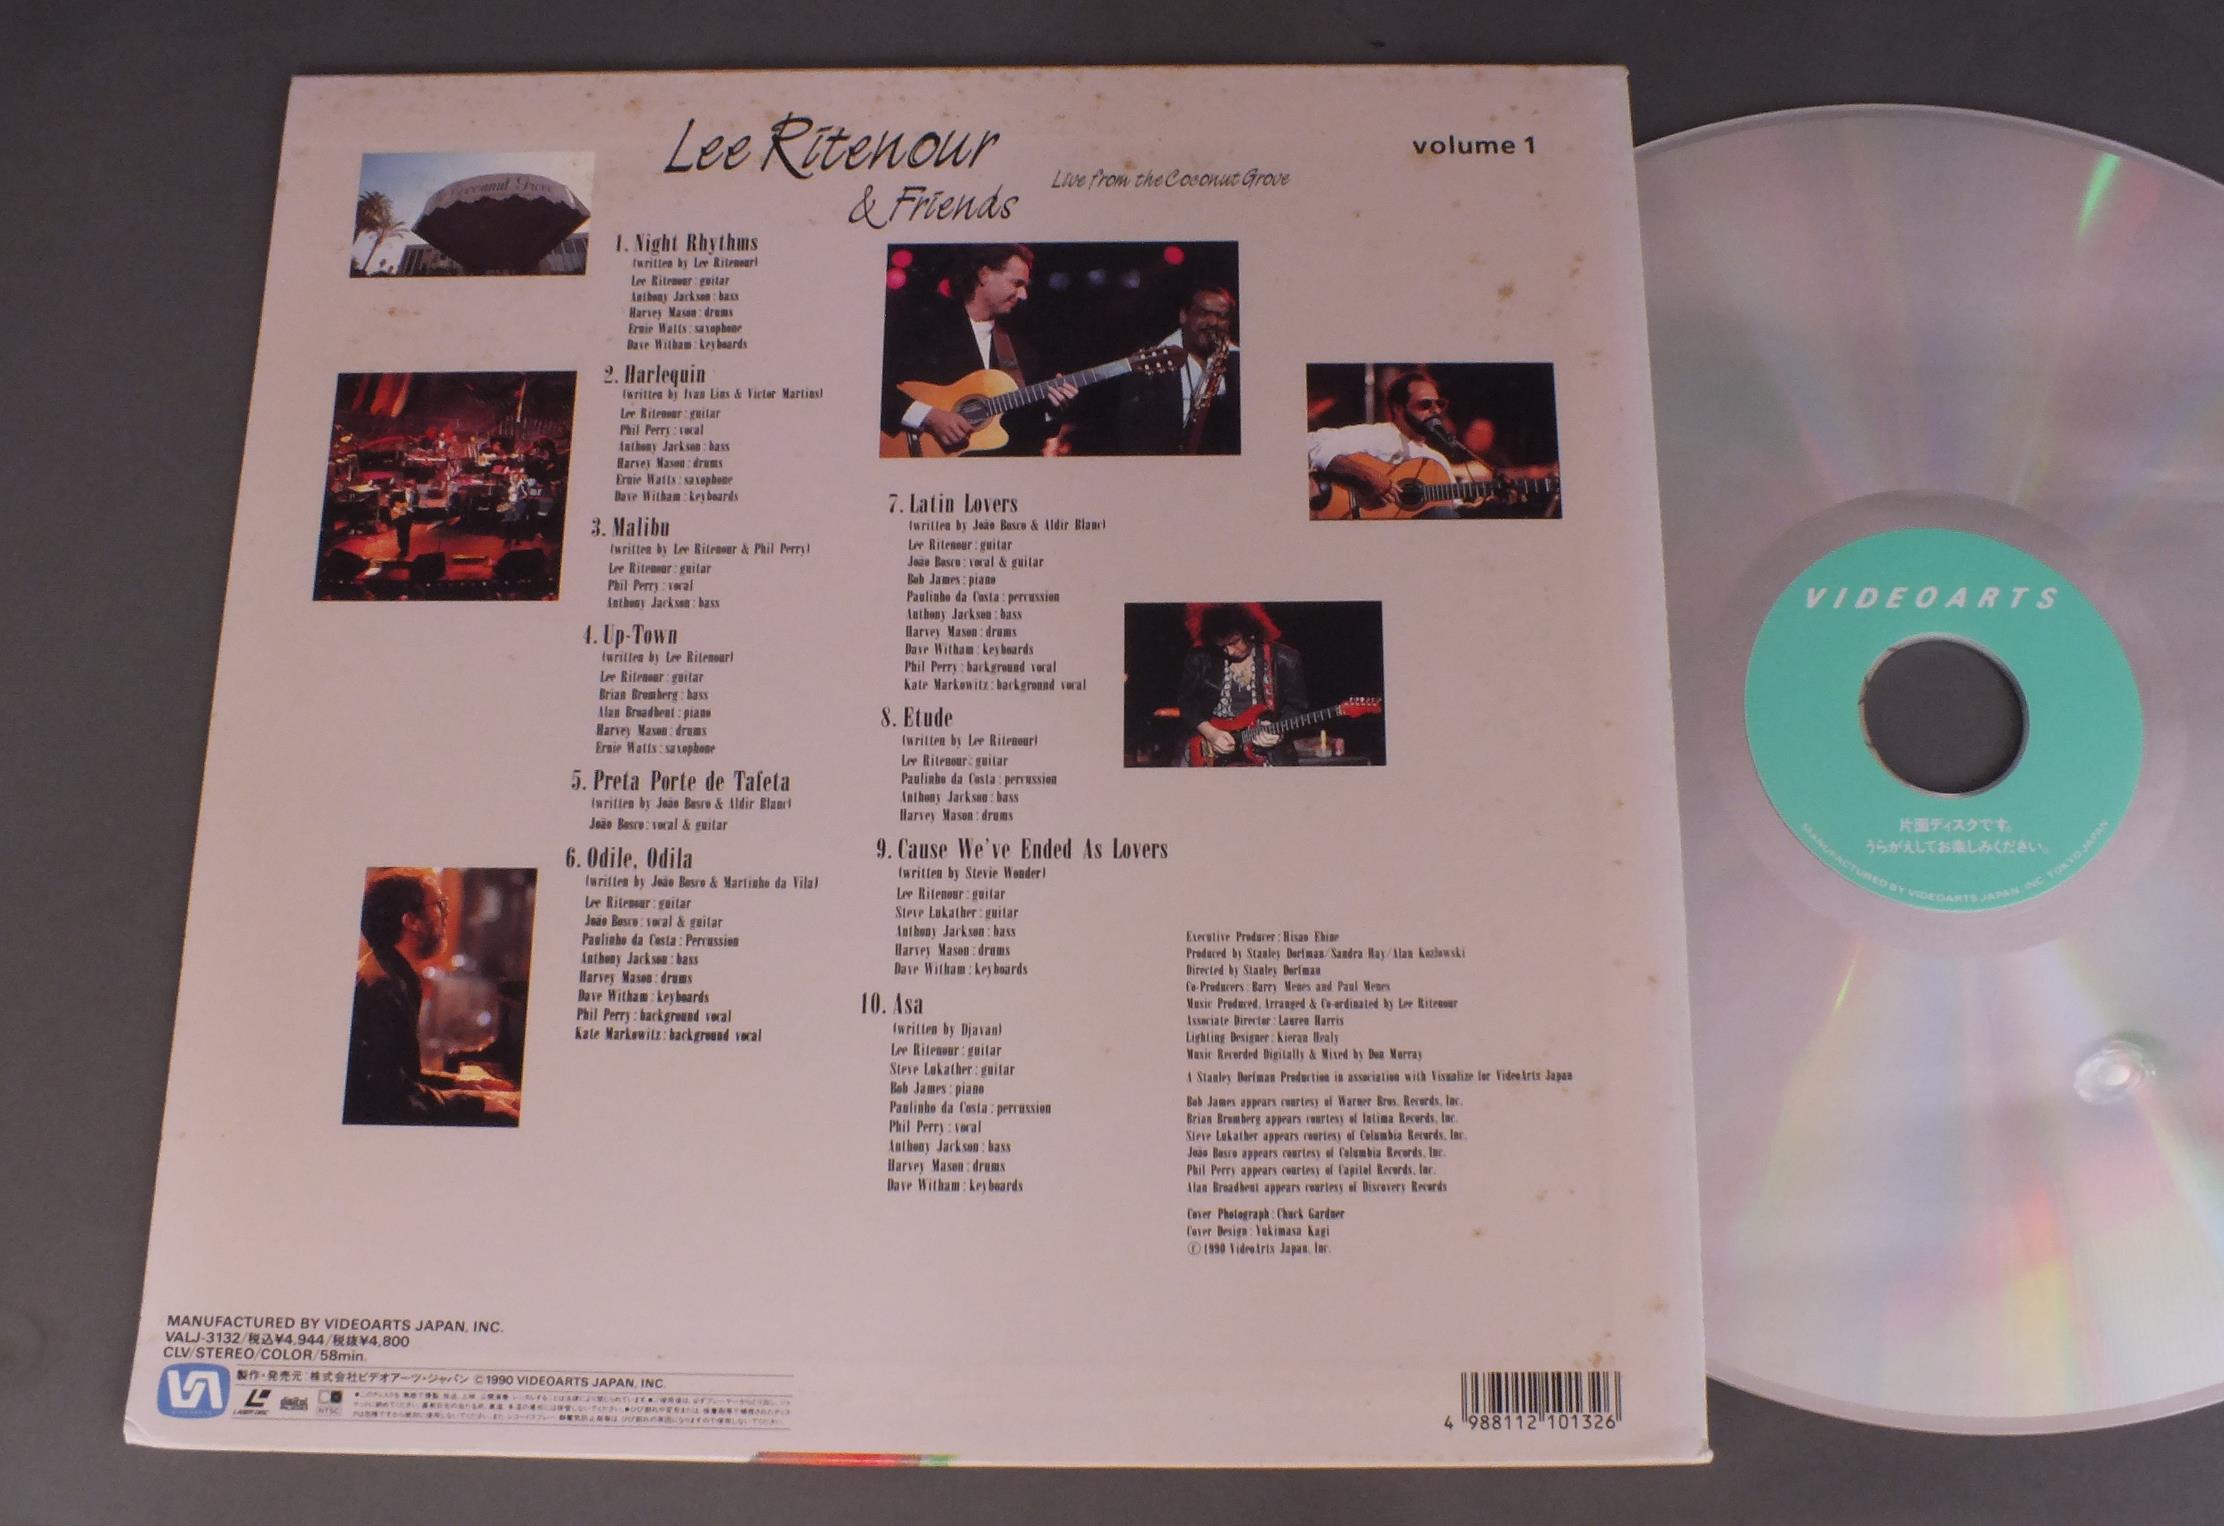 Lee Ritenour
& Friends
Live from the Coconut Grove
volume 1
Coconut Grove
1. Night Rhythms
(written by Lee Ritenour)
Lee Ritenour : guitar
Anthony Jackson : bass
Harvey Mason : drums
Ernie Watts : saxophone
Dave Witham : keyboards
2. Harlequin
(written by Ivan Lins & Victor Martins)
Lee Ritenour : guitar
Phil Perry : vocal
Anthony Jackson : bass
Harvey Mason : drums
Ernie Watts : saxophone
Dave Witham : keyboards
3. Malibu
(written by Lee Ritenour & Phil Perry)
Lee Ritenour : guitar
Phil Perry : vocal
Anthony Jackson : bass
4. Up-Town
(written by Lee Ritenour)
Lee Ritenour : guitar
Brian Bromberg : bass
Alan Broadbent : piano
Harvey Mason : drums
Ernie Watts : saxophone
5. Preta Porte de Tafeta
(written by João Bosco & Aldir Blanc)
João Bosco : vocal & guitar
6. Odile, Odila
(written by João Bosco & Martinho da Vila)
Lee Ritenour : guitar
João Bosco : vocal & guitar
Paulinho da Costa : Percussion
Anthony Jackson : bass
Harvey Mason : drums
Dave Witham : keyboards
Phil Perry : background vocal
Kate Markowitz : background vocal
7. Latin Lovers
(written by João Bosco & Aldir Blanc)
Lee Ritenour : guitar
João Bosco : vocal & guitar
Bob James : piano
Paulinho da Costa : percussion
Anthony Jackson : bass
Harvey Mason : drums
Dave Witham : keyboards
Phil Perry : background vocal
Kate Markowitz : background vocal
8. Etude
(written by Lee Ritenour)
Lee Ritenour : guitar
Paulinho da Costa : percussion
Anthony Jackson : bass
Harvey Mason : drums
9. Cause We've Ended As Lovers
(written by Stevie Wonder)
Lee Ritenour : guitar
Steve Lukather : guitar
Anthony Jackson : bass
Harvey Mason : drums
Dave Witham : keyboards
10. Asa
(written by Djavan)
Lee Ritenour : guitar
Steve Lukather : guitar
Bob James : piano
Paulinho da Costa : percussion
Phil Perry : vocal
Anthony Jackson : bass
Harvey Mason : drums
Dave Witham : keyboards
Executive Producer : Hisao Ebine
Produced by Stanley Dorfman/Sandra Hay/Alan Kozlowski
Directed by Stanley Dorfman
Co-Producers : Barry Menes and Paul Menes
Music Produced, Arranged & Co-ordinated by Lee Ritenour
Associate Director : Lauren Harris
Lighting Designer : Kieran Healy
Music Recorded Digitally & Mixed by Don Murray
A Stanley Dorfman Production in association with Visualize for VideoArts Japan
Bob James appears courtesy of Warner Bros. Records, Inc.
Brian Bromberg appears courtesy of Intima Records, Inc.
Steve Lukather appears courtesy of Columbia Records, Inc.
João Bosco appears courtesy of Columbia Records, Inc.
Phil Perry appears courtesy of Capitol Records, Inc.
Alan Broadbent appears courtesy of Discovery Records
Cover Photograph : Chuck Gardner
Cover Design : Yukimasa Kagi
Ⓟ1990 VideoArts Japan, Inc.
MANUFACTURED BY VIDEOARTS JAPAN, INC.
VALJ-3132/税込¥4,944/税抜¥4,800
CLV/STEREO/COLOR/58min.
製作・発売元：株式会社ビデオアーツ・ジャパン ©1990 VIDEOARTS JAPAN, INC.
LASER DISC
digital AUDIO
NTSC
4 988112 101326
VIDEOARTS
片面ディスクです。
うらがえしてお楽しみください。
MANUFACTURED BY VIDEOARTS JAPAN, INC. TOKYO JAPAN